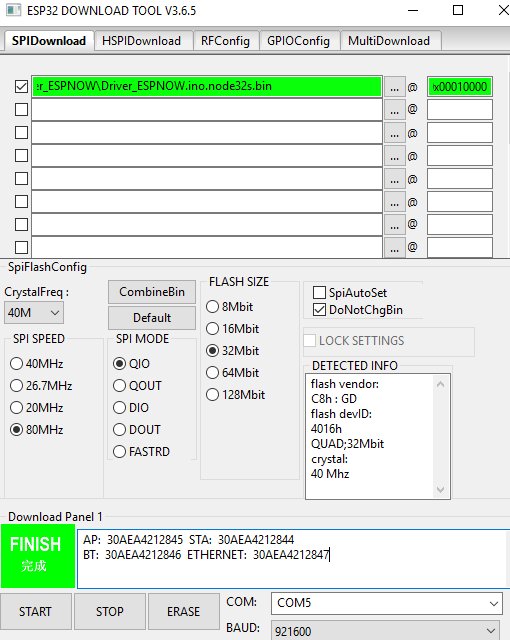 ESP32 DOWNLOAD TOOL V3.6.5
SPIDownload HSPIDownload RFConfig GPIOConfig MultiDownload
er_ESPNOW\Driver_ESPNOW.ino.node32s.bin ... @ 0x00010000
... @
... @
... @
... @
... @
... @
... @
SpiFlashConfig
CrystalFreq :
40M
CombineBin
Default
SPI SPEED
40MHz
26.7MHz
20MHz
80MHz
SPI MODE
QIO
QOUT
DIO
DOUT
FASTRD
FLASH SIZE
8Mbit
16Mbit
32Mbit
64Mbit
128Mbit
SpiAutoSet
DoNotChgBin
LOCK SETTINGS
DETECTED INFO
flash vendor:
C8h : GD
flash devID:
4016h
QUAD;32Mbit
crystal:
40 Mhz
Download Panel 1
FINISH
完成
AP: 30AEA4212845 STA: 30AEA4212844
BT: 30AEA4212846 ETHERNET: 30AEA4212847
START STOP ERASE
COM: COM5
BAUD: 921600